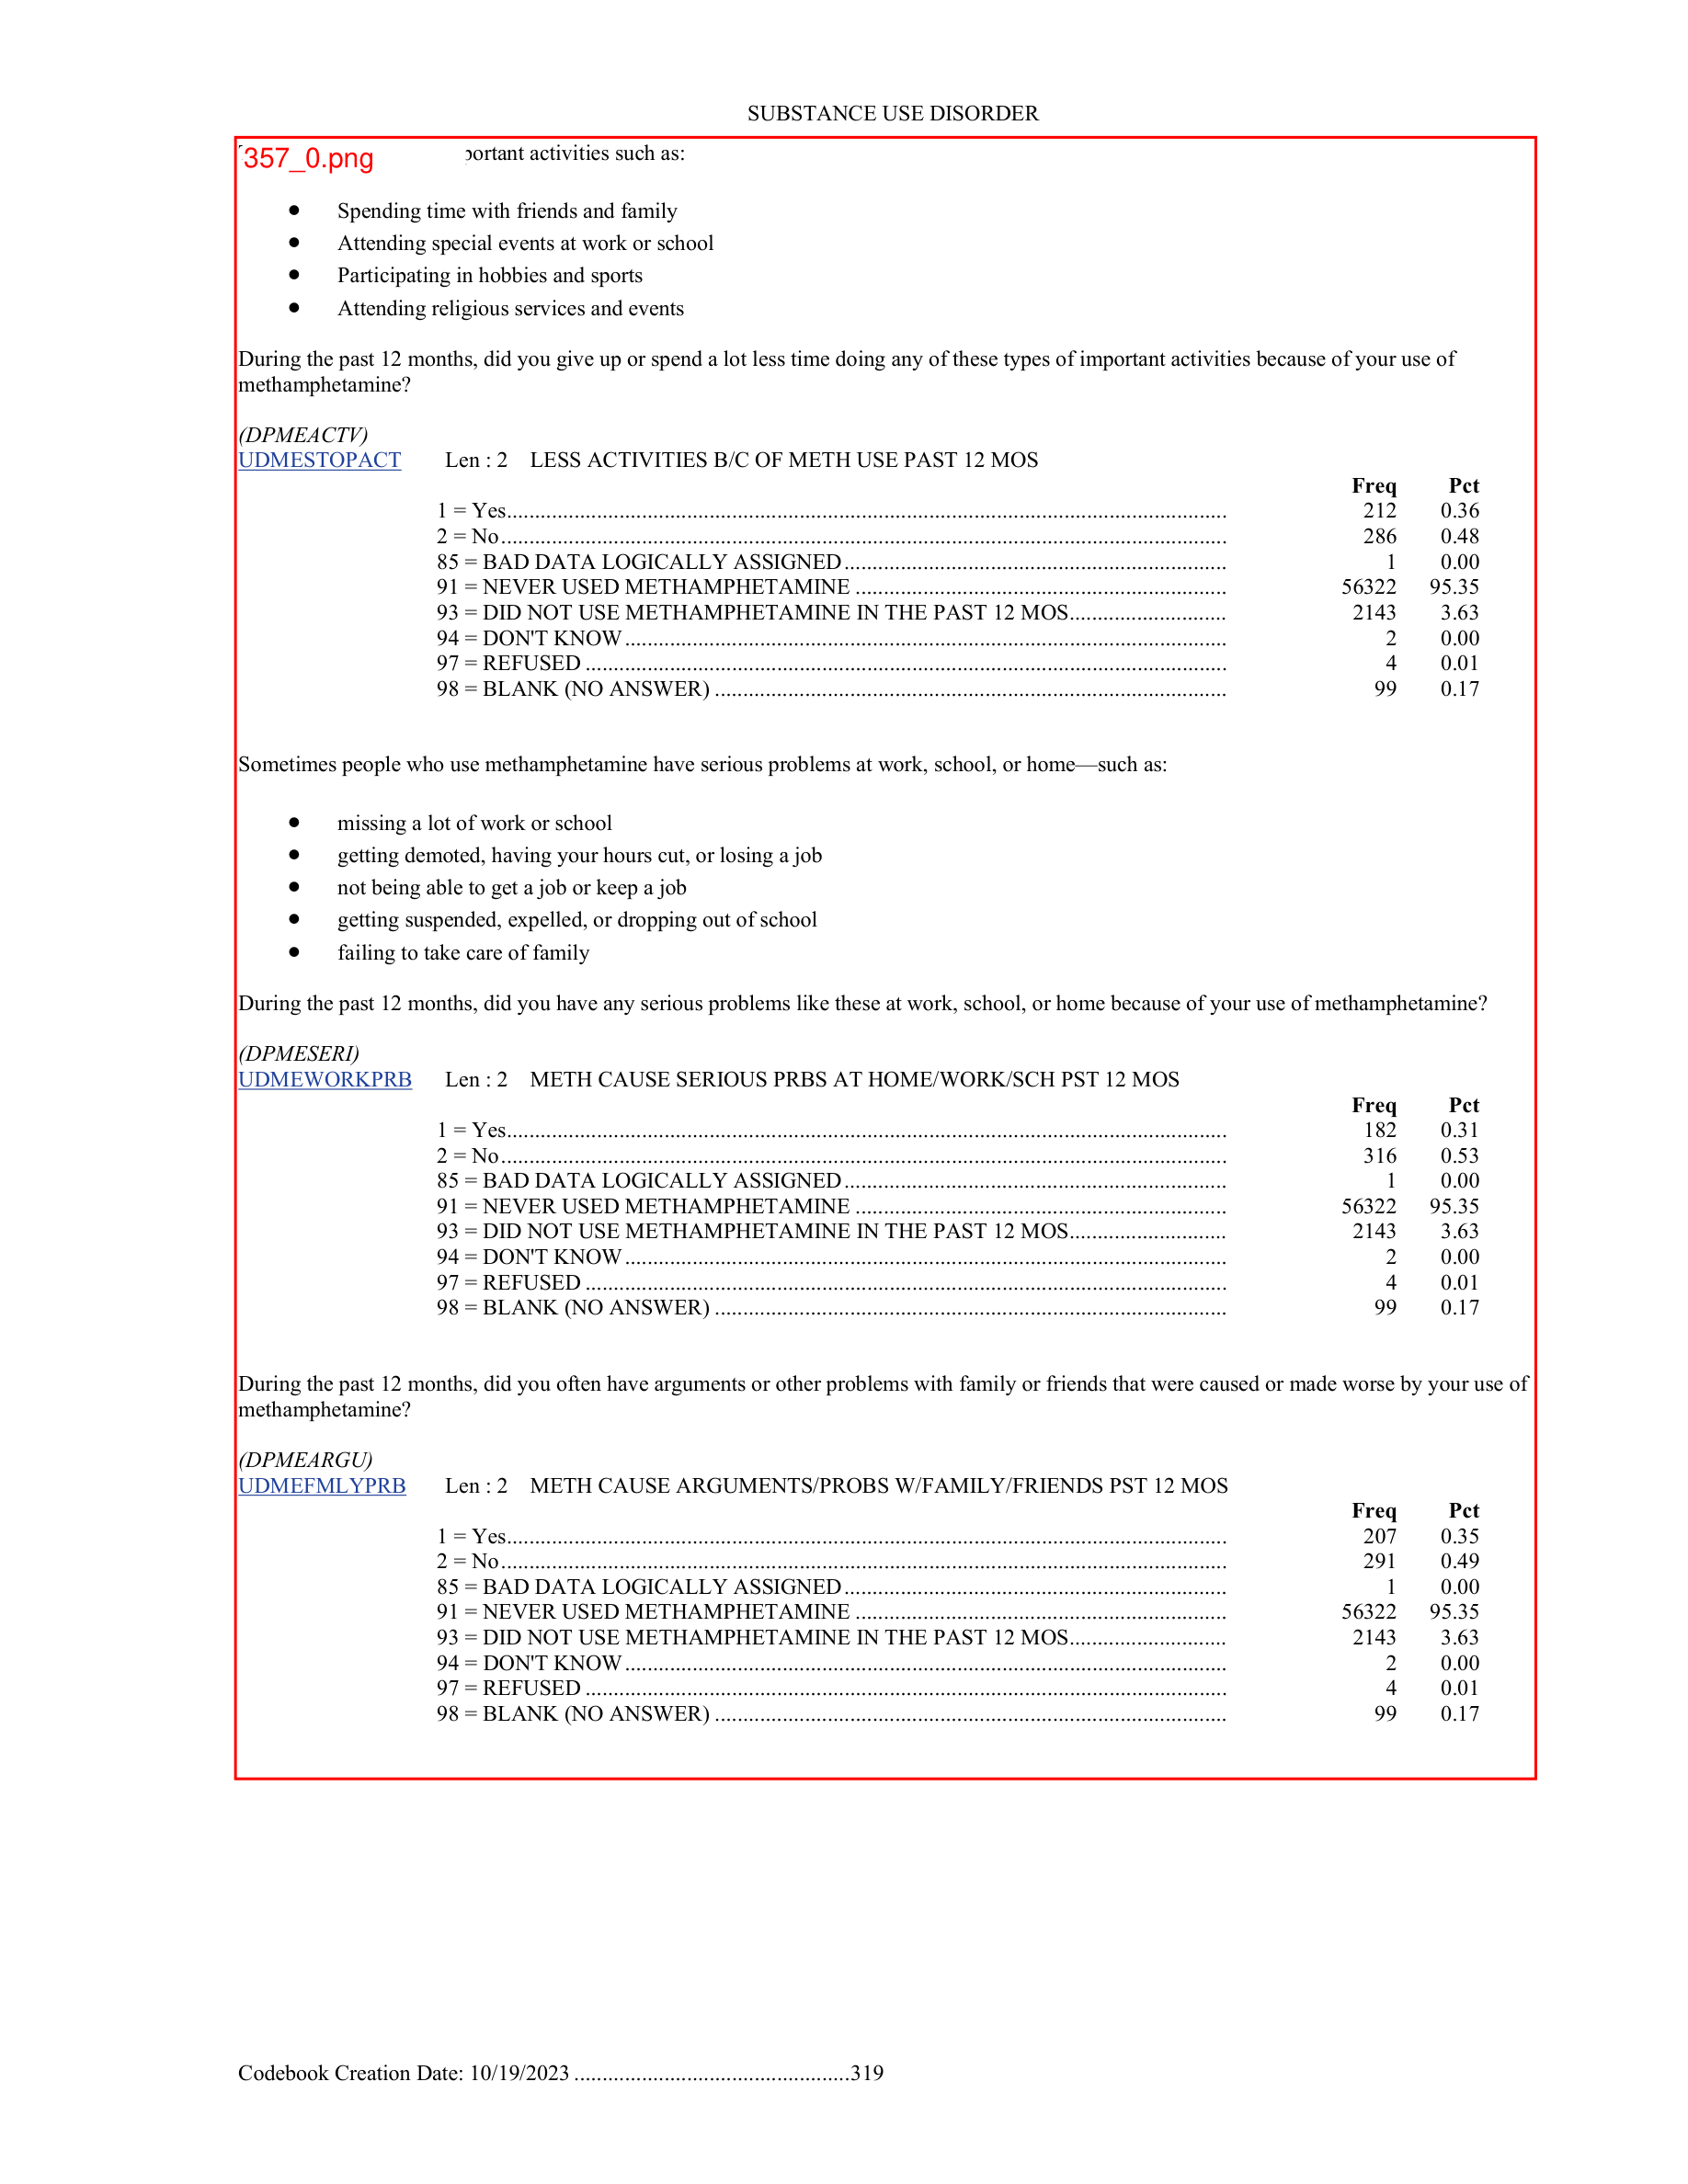 SUBSTANCE USE DISORDER
357_0.png
activities such as:
● Spending time with friends and family
● Attending special events at work or school
● Participating in hobbies and sports
● Attending religious services and events
During the past 12 months, did you give up or spend a lot less time doing any of these types of important activities because of your use of
methamphetamine?
(DPMEACTV)
UDMESTOPACT Len : 2 LESS ACTIVITIES B/C OF METH USE PAST 12 MOS
Freq Pct
1 = Yes 212 0.36
2 = No 286 0.48
85 = BAD DATA LOGICALLY ASSIGNED 1 0.00
91 = NEVER USED METHAMPHETAMINE 56322 95.35
93 = DID NOT USE METHAMPHETAMINE IN THE PAST 12 MOS 2143 3.63
94 = DON'T KNOW 2 0.00
97 = REFUSED 4 0.01
98 = BLANK (NO ANSWER) 99 0.17
Sometimes people who use methamphetamine have serious problems at work, school, or home—such as:
● missing a lot of work or school
● getting demoted, having your hours cut, or losing a job
● not being able to get a job or keep a job
● getting suspended, expelled, or dropping out of school
● failing to take care of family
During the past 12 months, did you have any serious problems like these at work, school, or home because of your use of methamphetamine?
(DPMESERI)
UDMEWORKPRB Len : 2 METH CAUSE SERIOUS PRBS AT HOME/WORK/SCH PST 12 MOS
Freq Pct
1 = Yes 182 0.31
2 = No 316 0.53
85 = BAD DATA LOGICALLY ASSIGNED 1 0.00
91 = NEVER USED METHAMPHETAMINE 56322 95.35
93 = DID NOT USE METHAMPHETAMINE IN THE PAST 12 MOS 2143 3.63
94 = DON'T KNOW 2 0.00
97 = REFUSED 4 0.01
98 = BLANK (NO ANSWER) 99 0.17
During the past 12 months, did you often have arguments or other problems with family or friends that were caused or made worse by your use of
methamphetamine?
(DPMEARGU)
UDMEFMLYPRB Len : 2 METH CAUSE ARGUMENTS/PROBS W/FAMILY/FRIENDS PST 12 MOS
Freq Pct
1 = Yes 207 0.35
2 = No 291 0.49
85 = BAD DATA LOGICALLY ASSIGNED 1 0.00
91 = NEVER USED METHAMPHETAMINE 56322 95.35
93 = DID NOT USE METHAMPHETAMINE IN THE PAST 12 MOS 2143 3.63
94 = DON'T KNOW 2 0.00
97 = REFUSED 4 0.01
98 = BLANK (NO ANSWER) 99 0.17
Codebook Creation Date: 10/19/2023 .................................................319